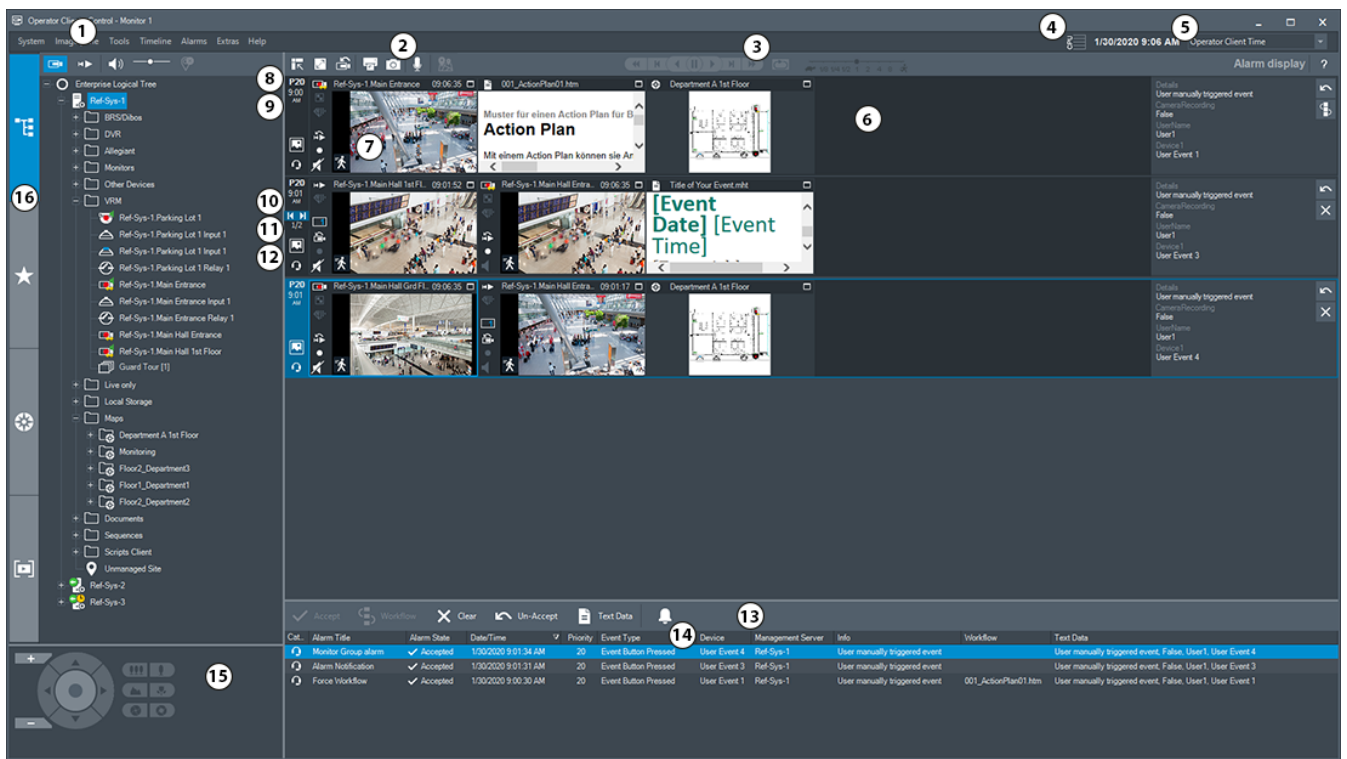 Operator Client
Control - Monitor 1
1
4
5
System
Tools
Timeline
Alarms
Extras
Help
2
3
1/30/2020 9:06 AM
Operator Client Time
Alarm display
?
8
9
10
11
12
16
Enterprise Logical Tree
Ref-Sys-1
BRS/Dibos
DVR
Allegiant
Monitors
Other Devices
VRM
Ref-Sys-1.Parking Lot 1
Ref-Sys-1.Parking Lot 1 Input 1
Ref-Sys-1.Parking Lot 1 Input 1
Ref-Sys-1.Parking Lot 1 Relay 1
Ref-Sys-1.Main Entrance
Ref-Sys-1.Main Entrance Input 1
Ref-Sys-1.Main Entrance Relay 1
Ref-Sys-1.Main Hall Entrance
Ref-Sys-1.Main Hall 1st Floor
Guard Tour [1]
Live only
Local Storage
Maps
Department A 1st Floor
Monitoring
Floor2_Department3
Floor1_Department1
Floor2_Department2
Documents
Sequences
Scripts Client
Unmanaged Site
Ref-Sys-2
Ref-Sys-3
P20
9:00
AM
Ref-Sys-1.Main Entrance 09:06:35
001_ActionPlan01.htm
Department A 1st Floor
7
Muster für einen Action Plan für B
Action Plan
Mit einem Action Plan können sie Ar
6
Details
User manually triggered event
CameraRecording
False
UserName
User1
Device1
User Event 1
P20
9:01
AM
1/2
Ref-Sys-1.Main Hall 1st Fl.. 09:01:52
Ref-Sys-1.Main Hall Entra.. 09:06:35
Title of Your Event.mht
[Event
Date] [Event
Time]
Details
User manually triggered event
CameraRecording
False
UserName
User1
Device1
User Event 3
P20
9:01
AM
Ref-Sys-1.Main Hall Grd Fl.. 09:06:35
Ref-Sys-1.Main Hall Entra.. 09:01:17
Department A 1st Floor
Details
User manually triggered event
CameraRecording
False
UserName
User1
Device1
User Event 4
Accept
Workflow
Clear
Un-Accept
Text Data
13
14
Cat.. Alarm Title Alarm State Date/Time Priority Event Type Device Management Server Info Workflow Text Data
Monitor Group alarm Accepted 1/30/2020 9:01:34 AM 20 Event Button Pressed User Event 4 Ref-Sys-1 User manually triggered event User manually triggered event, False, User1, User Event 4
Alarm Notification Accepted 1/30/2020 9:01:31 AM 20 Event Button Pressed User Event 3 Ref-Sys-1 User manually triggered event User manually triggered event, False, User1, User Event 3
Force Workflow Accepted 1/30/2020 9:00:30 AM 20 Event Button Pressed User Event 1 Ref-Sys-1 User manually triggered event 001_ActionPlan01.htm User manually triggered event, False, User1, User Event 1
15